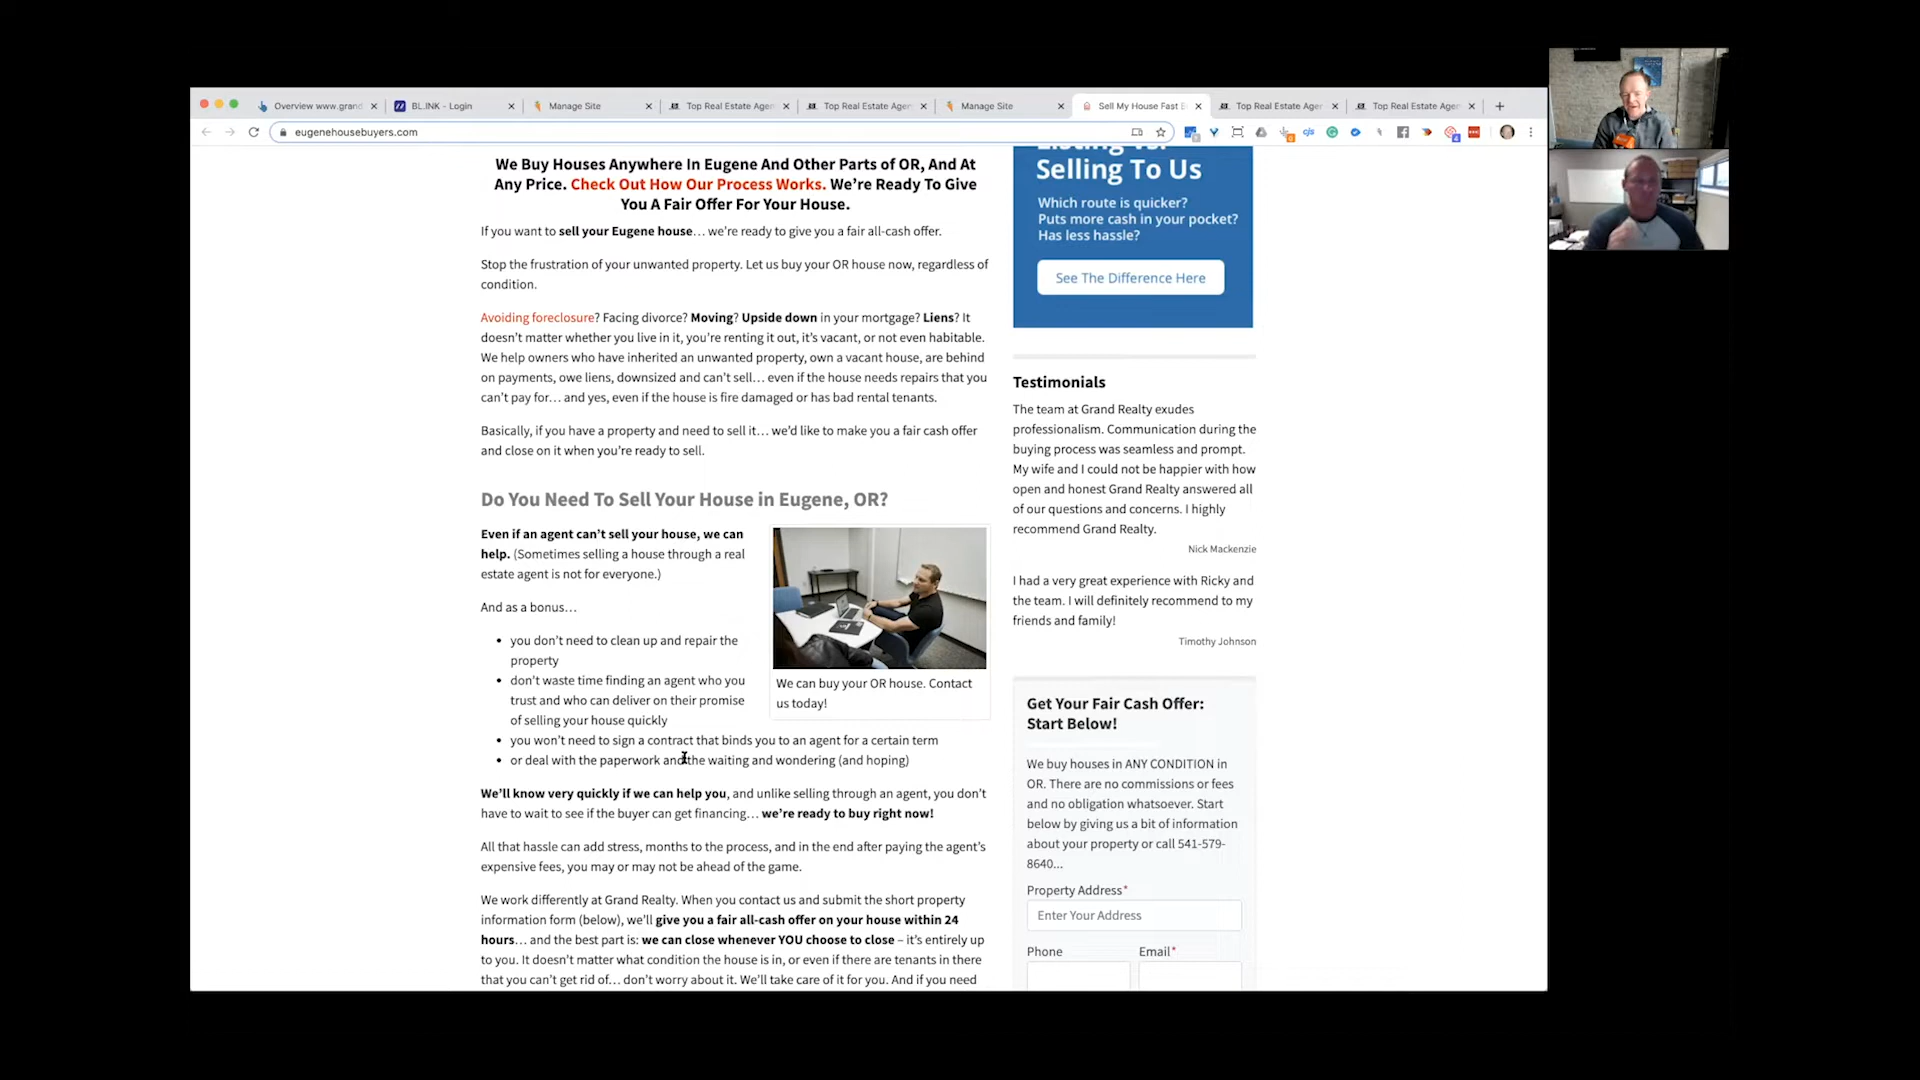 Overview www.grand
BL.INK - Login
Manage Site
Top Real Estate Agen
Top Real Estate Agen
Manage Site
Sell My House Fast E
Top Real Estate Agen
Top Real Estate Agen
eugenehousebuyers.com
We Buy Houses Anywhere In Eugene And Other Parts of OR, And At
Any Price. Check Out How Our Process Works. We’re Ready To Give
You A Fair Offer For Your House.
If you want to sell your Eugene house… we’re ready to give you a fair all-cash offer.
Stop the frustration of your unwanted property. Let us buy your OR house now, regardless of
condition.
Avoiding foreclosure? Facing divorce? Moving? Upside down in your mortgage? Liens? It
doesn’t matter whether you live in it, you’re renting it out, it’s vacant, or not even habitable.
We help owners who have inherited an unwanted property, own a vacant house, are behind
on payments, owe liens, downsized and can’t sell… even if the house needs repairs that you
can’t pay for… and yes, even if the house is fire damaged or has bad rental tenants.
Basically, if you have a property and need to sell it… we’d like to make you a fair cash offer
and close on it when you’re ready to sell.
Do You Need To Sell Your House in Eugene, OR?
Even if an agent can’t sell your house, we can
help. (Sometimes selling a house through a real
estate agent is not for everyone.)
And as a bonus…
• you don’t need to clean up and repair the
property
• don’t waste time finding an agent who you
trust and who can deliver on their promise
of selling your house quickly
• you won’t need to sign a contract that binds you to an agent for a certain term
• or deal with the paperwork and the waiting and wondering (and hoping)
We can buy your OR house. Contact
us today!
We’ll know very quickly if we can help you, and unlike selling through an agent, you don’t
have to wait to see if the buyer can get financing… we’re ready to buy right now!
All that hassle can add stress, months to the process, and in the end after paying the agent’s
expensive fees, you may or may not be ahead of the game.
We work differently at Grand Realty. When you contact us and submit the short property
information form (below), we’ll give you a fair all-cash offer on your house within 24
hours… and the best part is: we can close whenever YOU choose to close – it’s entirely up
to you. It doesn’t matter what condition the house is in, or even if there are tenants in there
that you can’t get rid of… don’t worry about it. We’ll take care of it for you. And if you need
Listing vs.
Selling To Us
Which route is quicker?
Puts more cash in your pocket?
Has less hassle?
See The Difference Here
Testimonials
The team at Grand Realty exudes
professionalism. Communication during the
buying process was seamless and prompt.
My wife and I could not be happier with how
open and honest Grand Realty answered all
of our questions and concerns. I highly
recommend Grand Realty.
Nick Mackenzie
I had a very great experience with Ricky and
the team. I will definitely recommend to my
friends and family!
Timothy Johnson
Get Your Fair Cash Offer:
Start Below!
We buy houses in ANY CONDITION in
OR. There are no commissions or fees
and no obligation whatsoever. Start
below by giving us a bit of information
about your property or call 541-579-
8640...
Property Address*
Enter Your Address
Phone
Email*